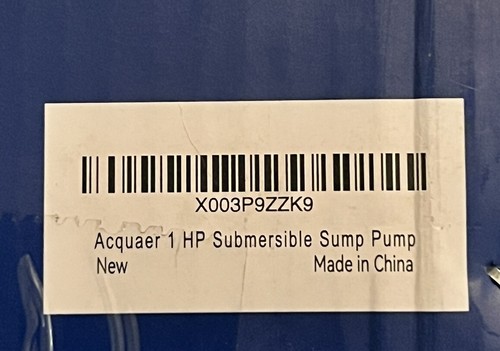 X003P9ZZK9
Acquaer 1 HP Submersible Sump Pump
New
Made in China